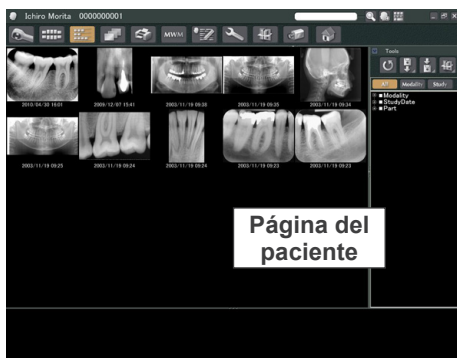 Ichiro Morita 0000000001
MWM
Tools
All Modality Study
Modality
StudyDate
Part
2010/04/30 16:01 2009/12/07 15:41 2003/11/19 09:38 2003/11/19 09:35 2003/11/19 09:34
2003/11/19 09:25 2003/11/19 09:24 2003/11/19 09:24 2003/11/19 09:23 2003/11/19 09:23
Página del
paciente